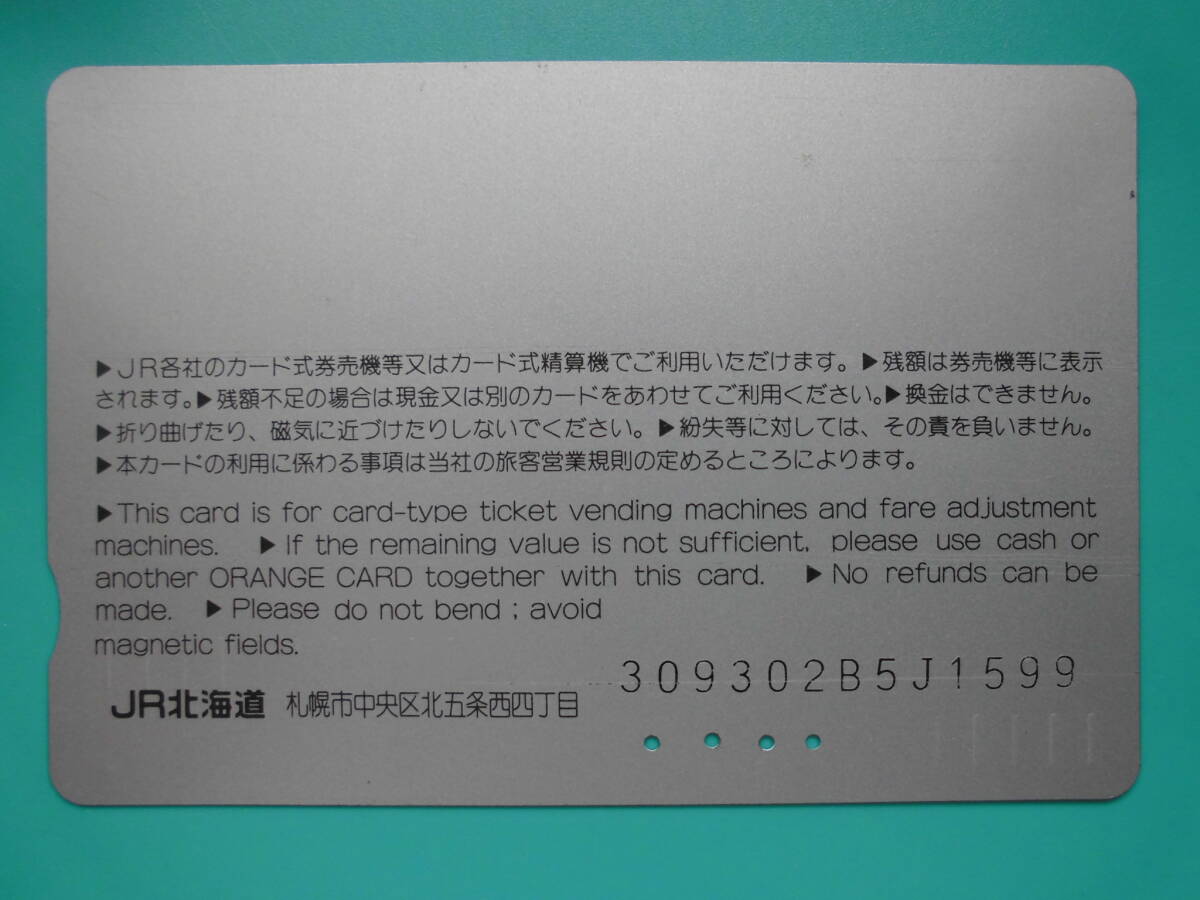 ▶JR各社のカード式券売機等又はカード式精算機でご利用いただけます。▶残額は券売機等に表示
されます。▶残額不足の場合は現金又は別のカードをあわせてご利用ください。▶換金はできません。
▶折り曲げたり、磁気に近づけたりしないでください。▶紛失等に対しては、その責を負いません。
▶本カードの利用に係わる事項は当社の旅客営業規則の定めるところによります。
▶This card is for card-type ticket vending machines and fare adjustment
machines. ▶If the remaining value is not sufficient, please use cash or
another ORANGE CARD together with this card. ▶No refunds can be
made. ▶Please do not bend ; avoid
magnetic fields.
309302B5J1599
JR北海道 札幌市中央区北五条西四丁目